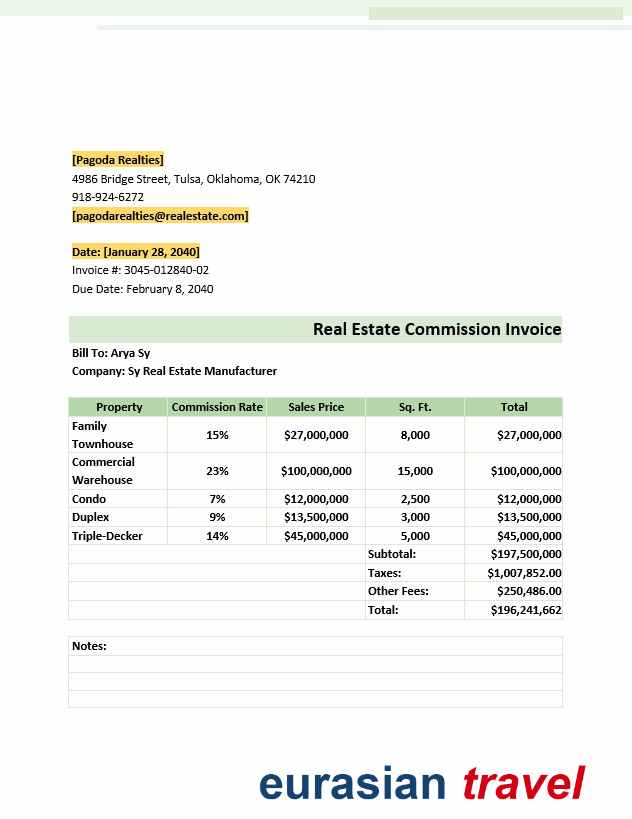 [Pagoda Realties]
4986 Bridge Street, Tulsa, Oklahoma, OK 74210
918-924-6272
[pagodarealties@realestate.com]
Date: [January 28, 2040]
Invoice #: 3045-012840-02
Due Date: February 8, 2040
Real Estate Commission Invoice
Bill To: Arya Sy
Company: Sy Real Estate Manufacturer
Property Commission Rate Sales Price Sq. Ft. Total
Family
Townhouse 15% $27,000,000 8,000 $27,000,000
Commercial
Warehouse 23% $100,000,000 15,000 $100,000,000
Condo 7% $12,000,000 2,500 $12,000,000
Duplex 9% $13,500,000 3,000 $13,500,000
Triple-Decker 14% $45,000,000 5,000 $45,000,000
Subtotal: $197,500,000
Taxes: $1,007,852.00
Other Fees: $250,486.00
Total: $196,241,662
Notes:
eurasian travel